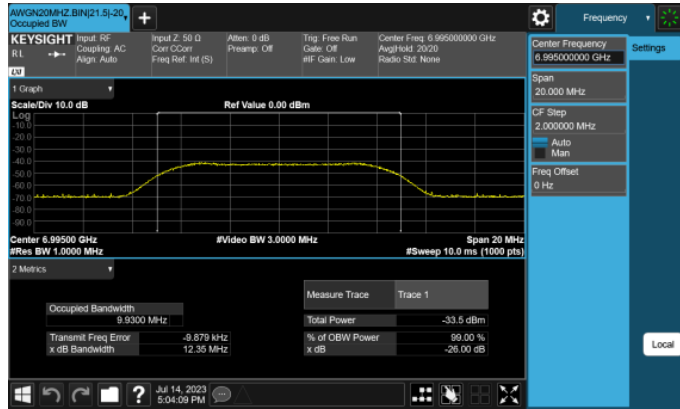 AWGN20MHZ.BIN|21.5|-20,
Occupied BW
Frequency
KEYSIGHT
Input: RF
Coupling: AC
Align: Auto
Input Z: 50 Ω
Corr CCorr
Freq Ref: Int (S)
Atten: 0 dB
Preamp: Off
Trig: Free Run
Gate: Off
#IF Gain: Low
Center Freq: 6.995000000 GHz
Avg|Hold: 20/20
Radio Std: None
R L
LXI
Center Frequency
6.995000000 GHz
Settings
Span
20.000 MHz
CF Step
2.000000 MHz
Auto
Man
Freq Offset
0 Hz
1 Graph
Scale/Div 10.0 dB
Ref Value 0.00 dBm
Log
-10.0
-20.0
-30.0
-40.0
-50.0
-60.0
-70.0
-80.0
-90.0
Center 6.99500 GHz
#Video BW 3.0000 MHz
Span 20 MHz
#Res BW 1.0000 MHz
#Sweep 10.0 ms (1000 pts)
2 Metrics
Measure Trace
Trace 1
Occupied Bandwidth
9.9300 MHz
Total Power
-33.5 dBm
Transmit Freq Error
-9.879 kHz
% of OBW Power
99.00 %
x dB Bandwidth
12.35 MHz
x dB
-26.00 dB
Local
?
Jul 14, 2023
5:04:09 PM